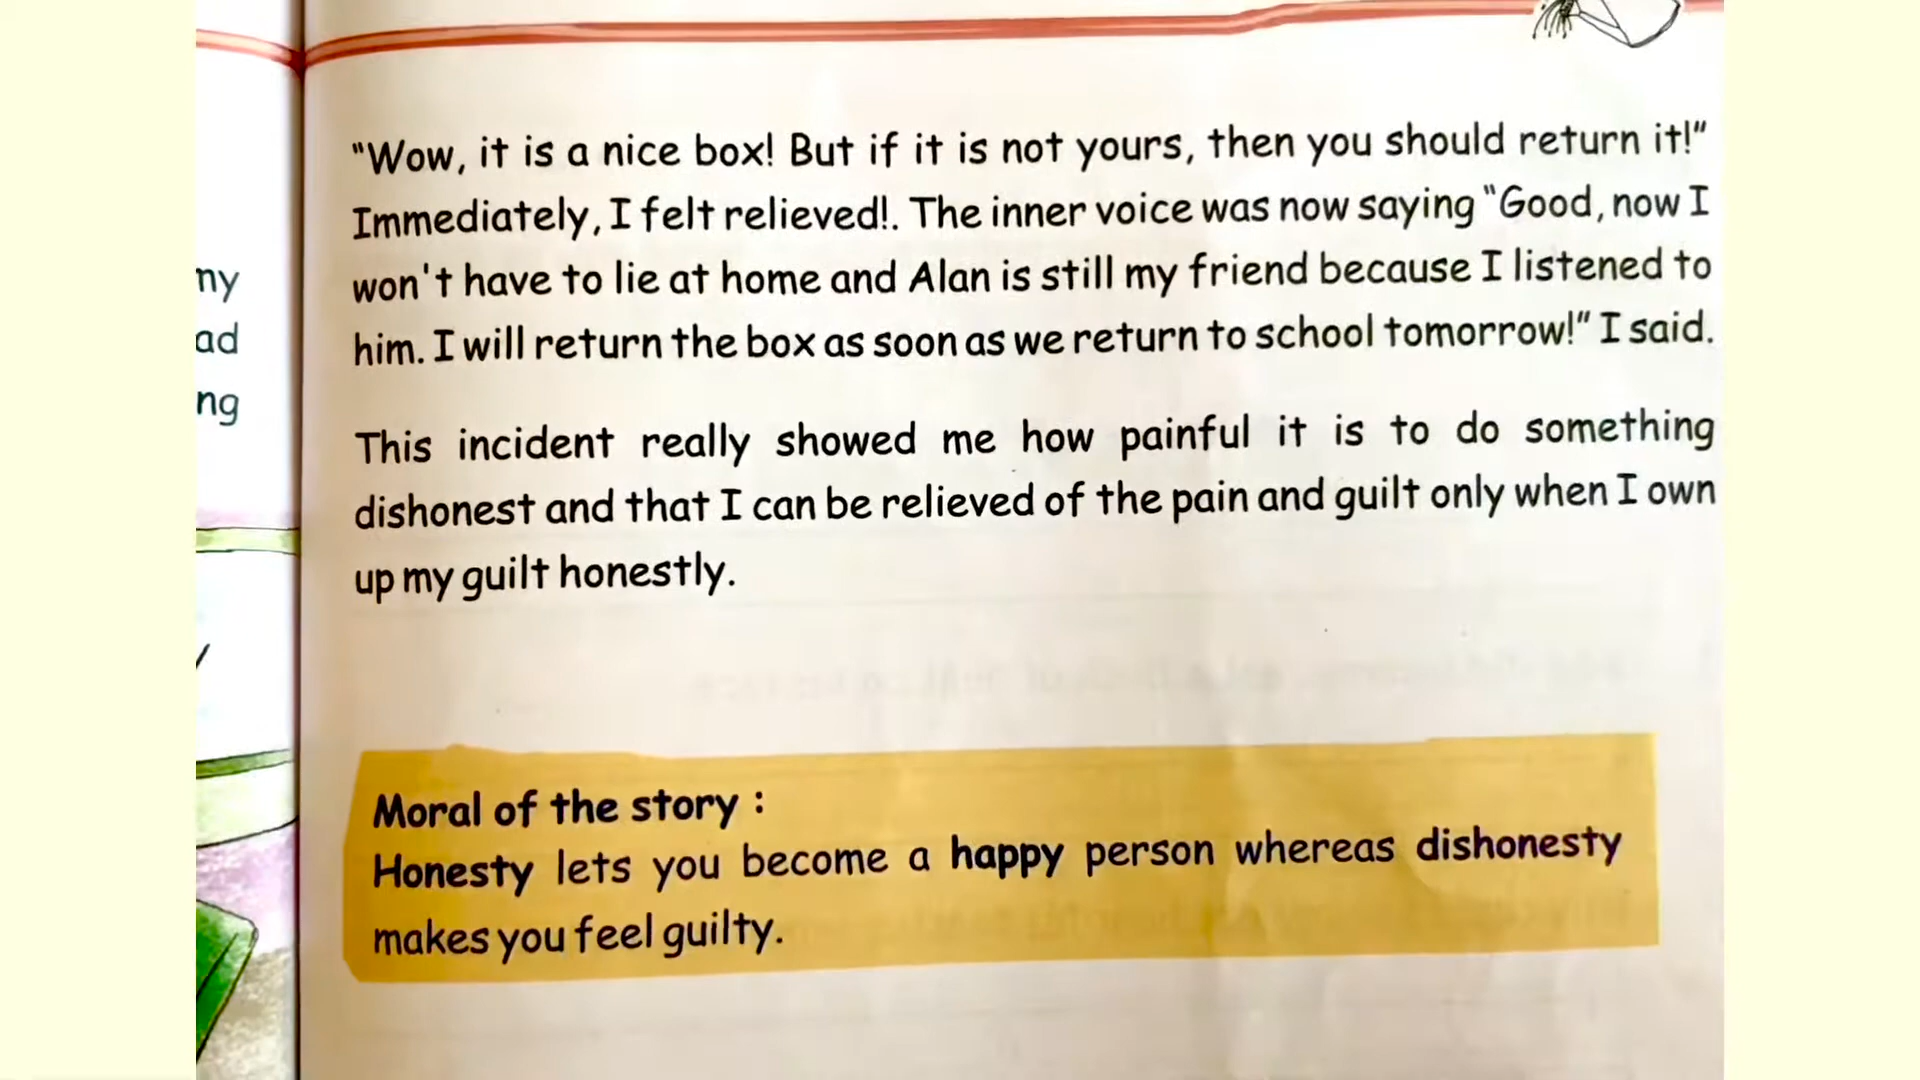 "Wow, it is a nice box! But if it is not yours, then you should return it!"
Immediately, I felt relieved!. The inner voice was now saying "Good, now I
won't have to lie at home and Alan is still my friend because I listened to
him. I will return the box as soon as we return to school tomorrow!" I said.
This incident really showed me how painful it is to do something
dishonest and that I can be relieved of the pain and guilt only when I own
up my guilt honestly.
Moral of the story :
Honesty lets you become a happy person whereas dishonesty
makes you feel guilty.